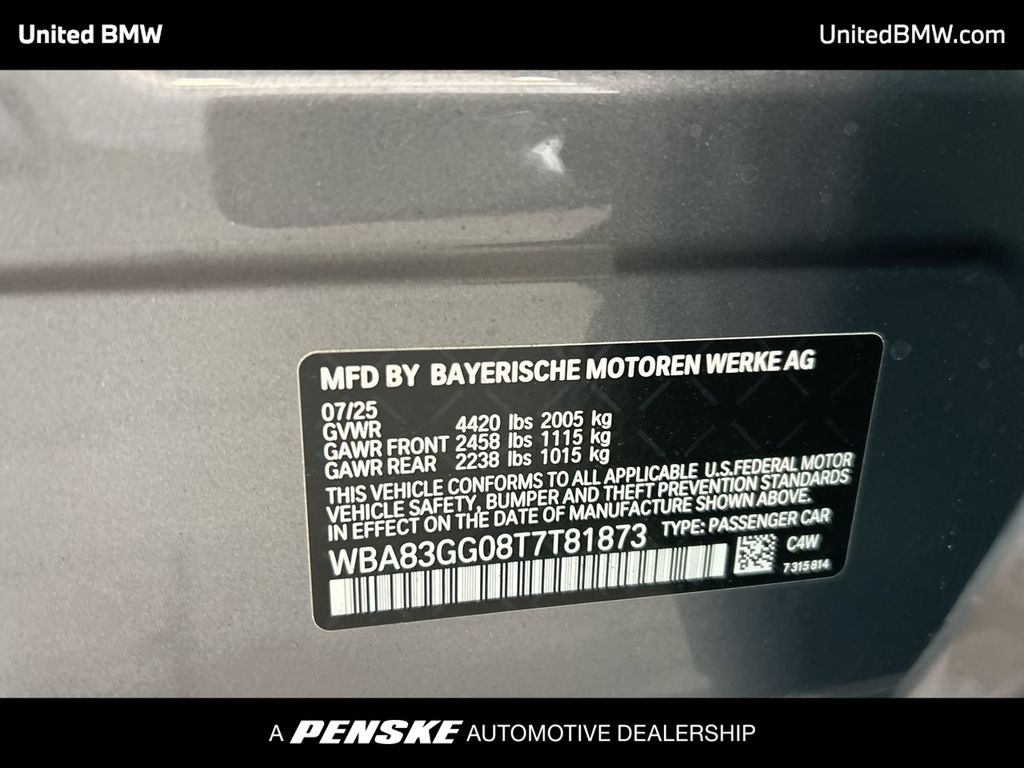 United BMW
UnitedBMW.com
MFD BY BAYERISCHE MOTOREN WERKE AG
07/25
GVWR 4420 lbs 2005 kg
GAWR FRONT 2458 lbs 1115 kg
GAWR REAR 2238 lbs 1015 kg
THIS VEHICLE CONFORMS TO ALL APPLICABLE U.S.FEDERAL MOTOR
VEHICLE SAFETY, BUMPER AND THEFT PREVENTION STANDARDS
IN EFFECT ON THE DATE OF MANUFACTURE SHOWN ABOVE.
WBA83GG08T7T81873 TYPE: PASSENGER CAR
C4W
7 315 814
A PENSKE AUTOMOTIVE DEALERSHIP